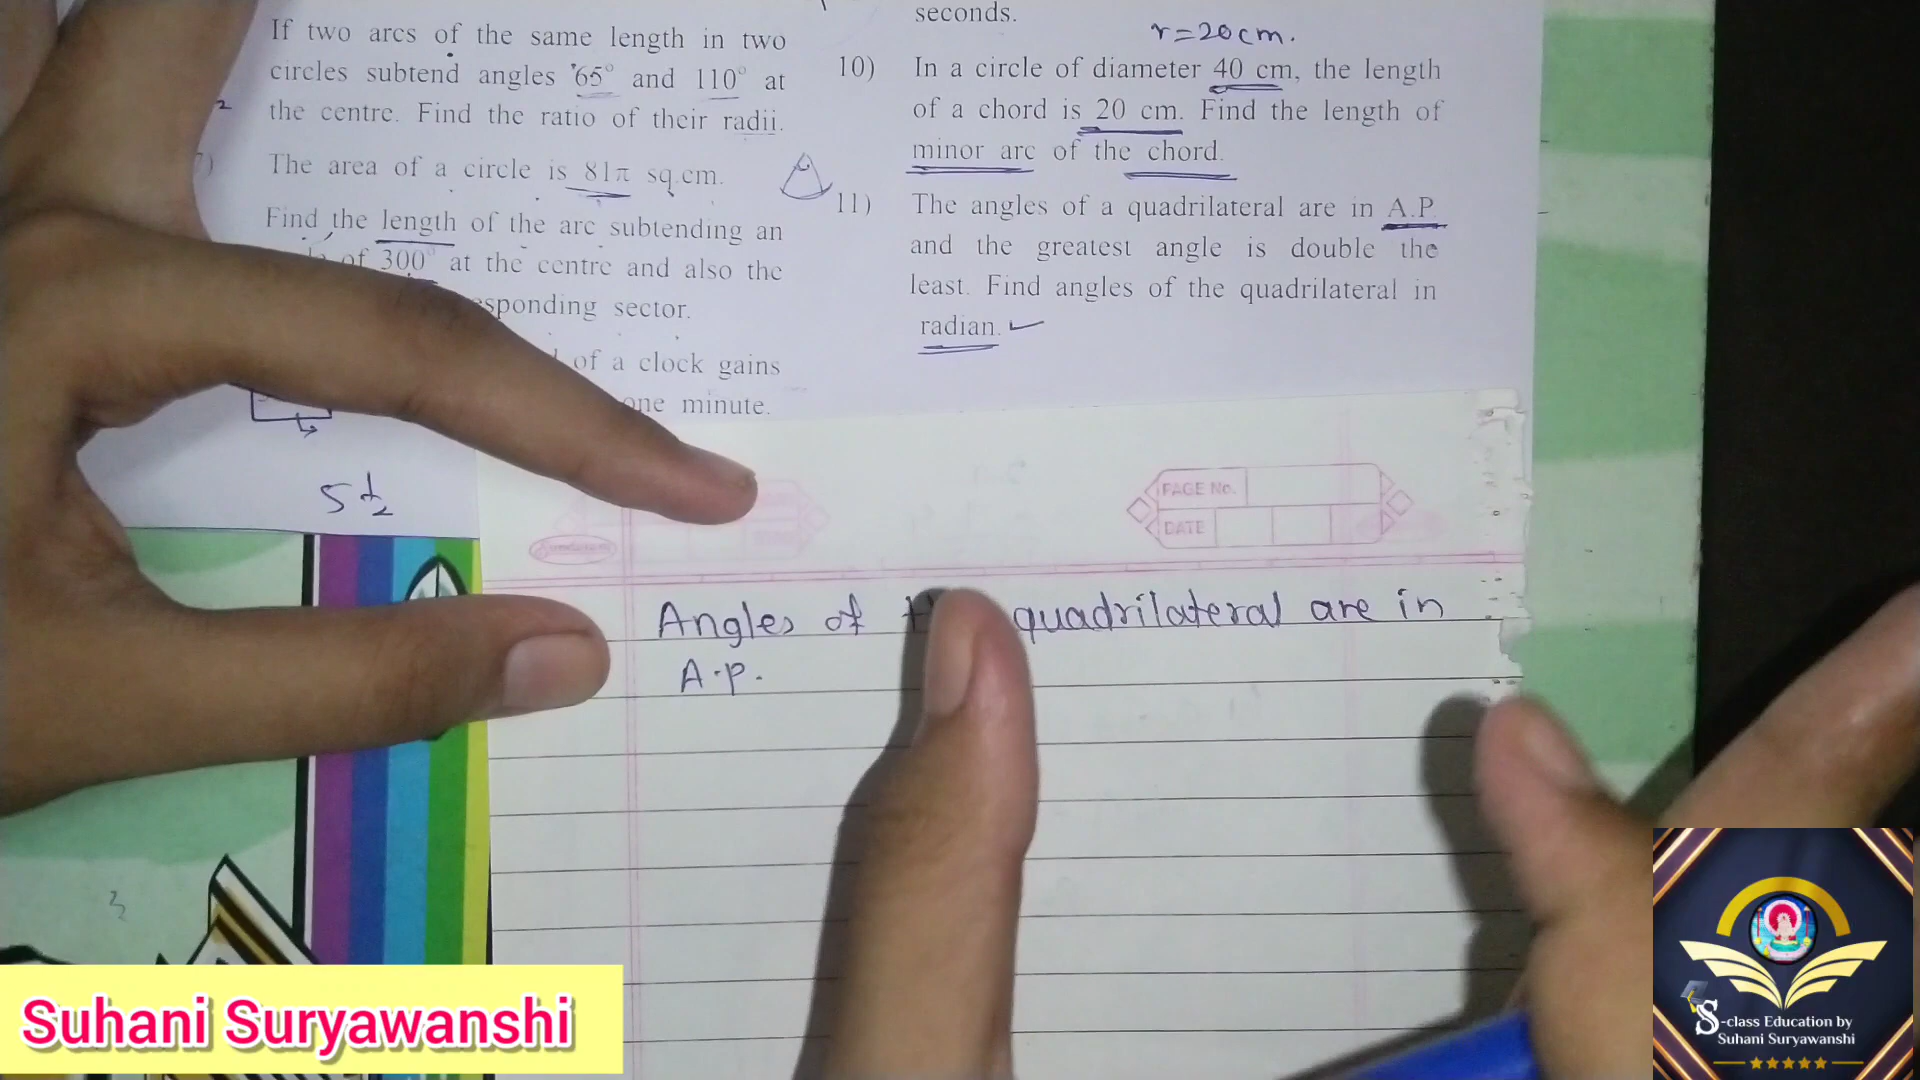 If two arcs of the same length in two
circles subtend angles 65° and 110° at
the centre. Find the ratio of their radii.
The area of a circle is 81π sq.cm.
Find the length of the arc subtending an
of 300° at the centre and also the
sponding sector.
of a clock gains
one minute.
5 1/2
seconds.
r=20cm.
10) In a circle of diameter 40 cm, the length
of a chord is 20 cm. Find the length of
minor arc of the chord.
11) The angles of a quadrilateral are in A.P.
and the greatest angle is double the
least. Find angles of the quadrilateral in
radian.
PAGE No.
DATE
Angles of quadrilateral are in
A.P.
Suhani Suryawanshi
S-class Education by
Suhani Suryawanshi